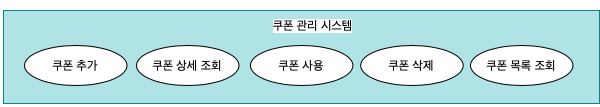 쿠폰 관리 시스템
쿠폰 추가
쿠폰 상세 조회
쿠폰 사용
쿠폰 삭제
쿠폰 목록 조회